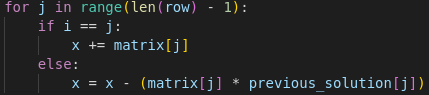 for j in range(len(row) - 1):
    if i == j:
        x += matrix[j]
    else:
        x = x - (matrix[j] * previous_solution[j])